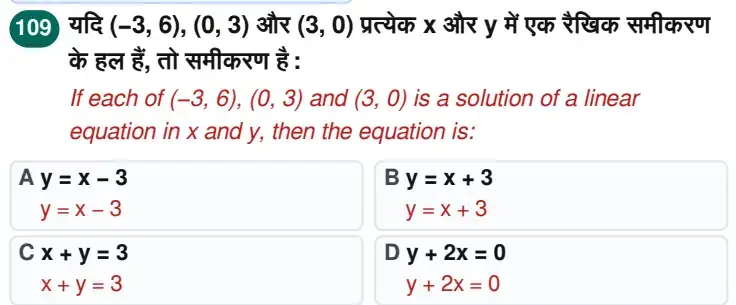 109 यदि (–3, 6), (0, 3) और (3, 0) प्रत्येक x और y में एक रैखिक समीकरण
के हल हैं, तो समीकरण है :
If each of (–3, 6), (0, 3) and (3, 0) is a solution of a linear
equation in x and y, then the equation is:
A y = x – 3
y = x – 3
B y = x + 3
y = x + 3
C x + y = 3
x + y = 3
D y + 2x = 0
y + 2x = 0